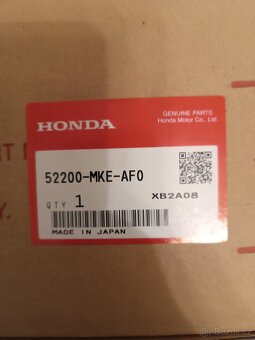 GENUINE PARTS
Honda Motor Co., Ltd.
HONDA
52200-MKE-AF0
QTY 1
XB2A08
MADE IN JAPAN